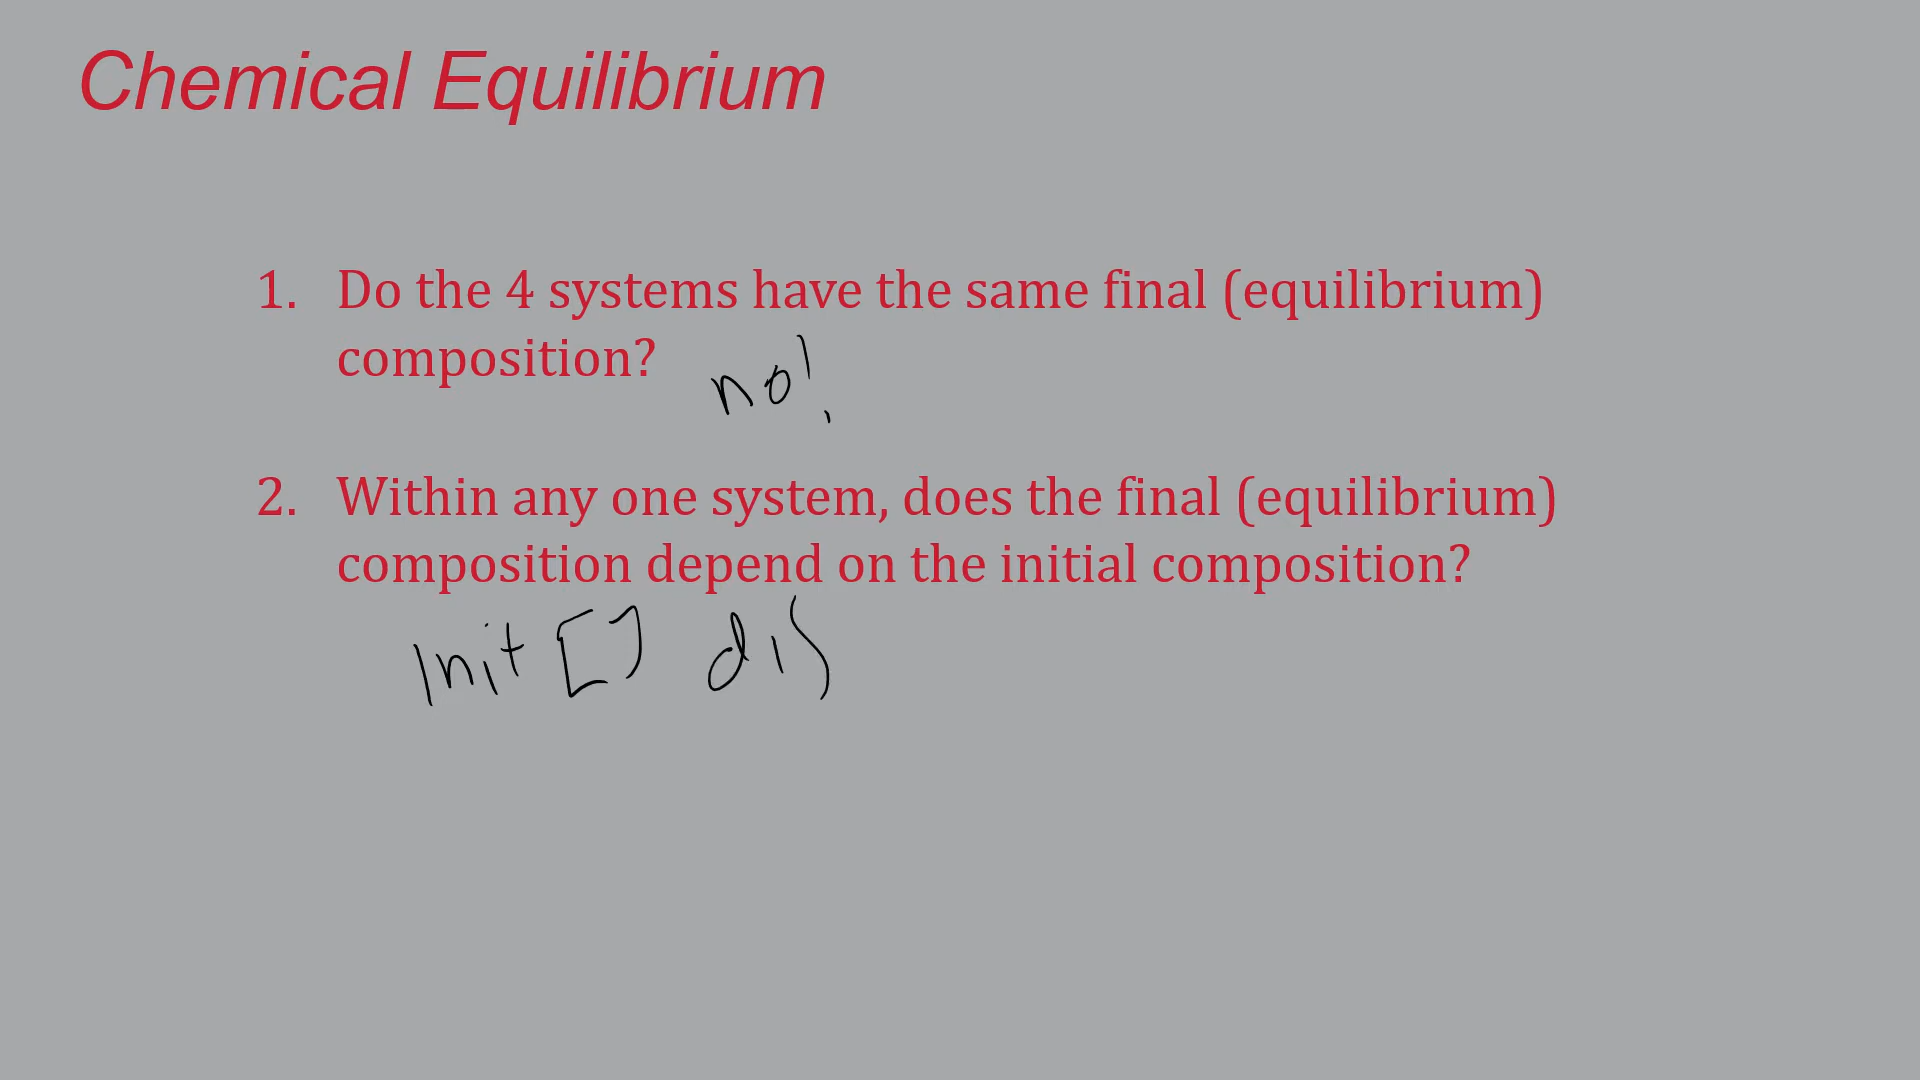 Chemical Equilibrium
1. Do the 4 systems have the same final (equilibrium)
composition? no!
2. Within any one system, does the final (equilibrium)
composition depend on the initial composition?
Init []